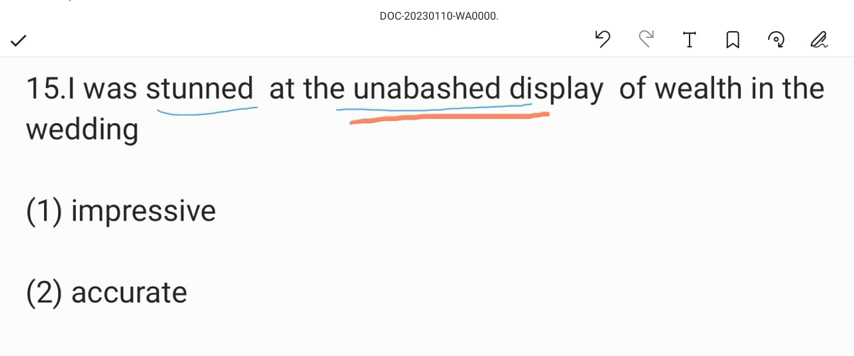 DOC-20230110-WA0000.
15.I was stunned at the unabashed display of wealth in the
wedding
(1) impressive
(2) accurate